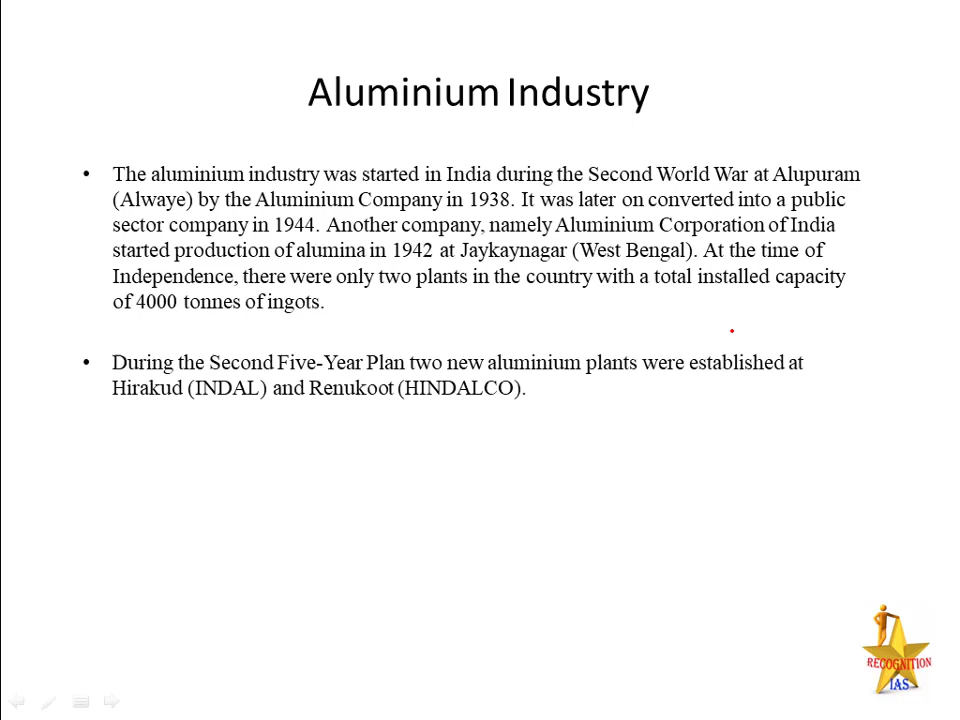 Aluminium Industry
• The aluminium industry was started in India during the Second World War at Alupuram
(Alwaye) by the Aluminium Company in 1938. It was later on converted into a public
sector company in 1944. Another company, namely Aluminium Corporation of India
started production of alumina in 1942 at Jaykaynagar (West Bengal). At the time of
Independence, there were only two plants in the country with a total installed capacity
of 4000 tonnes of ingots.
• During the Second Five-Year Plan two new aluminium plants were established at
Hirakud (INDAL) and Renukoot (HINDALCO).
RECOGNITION
IAS